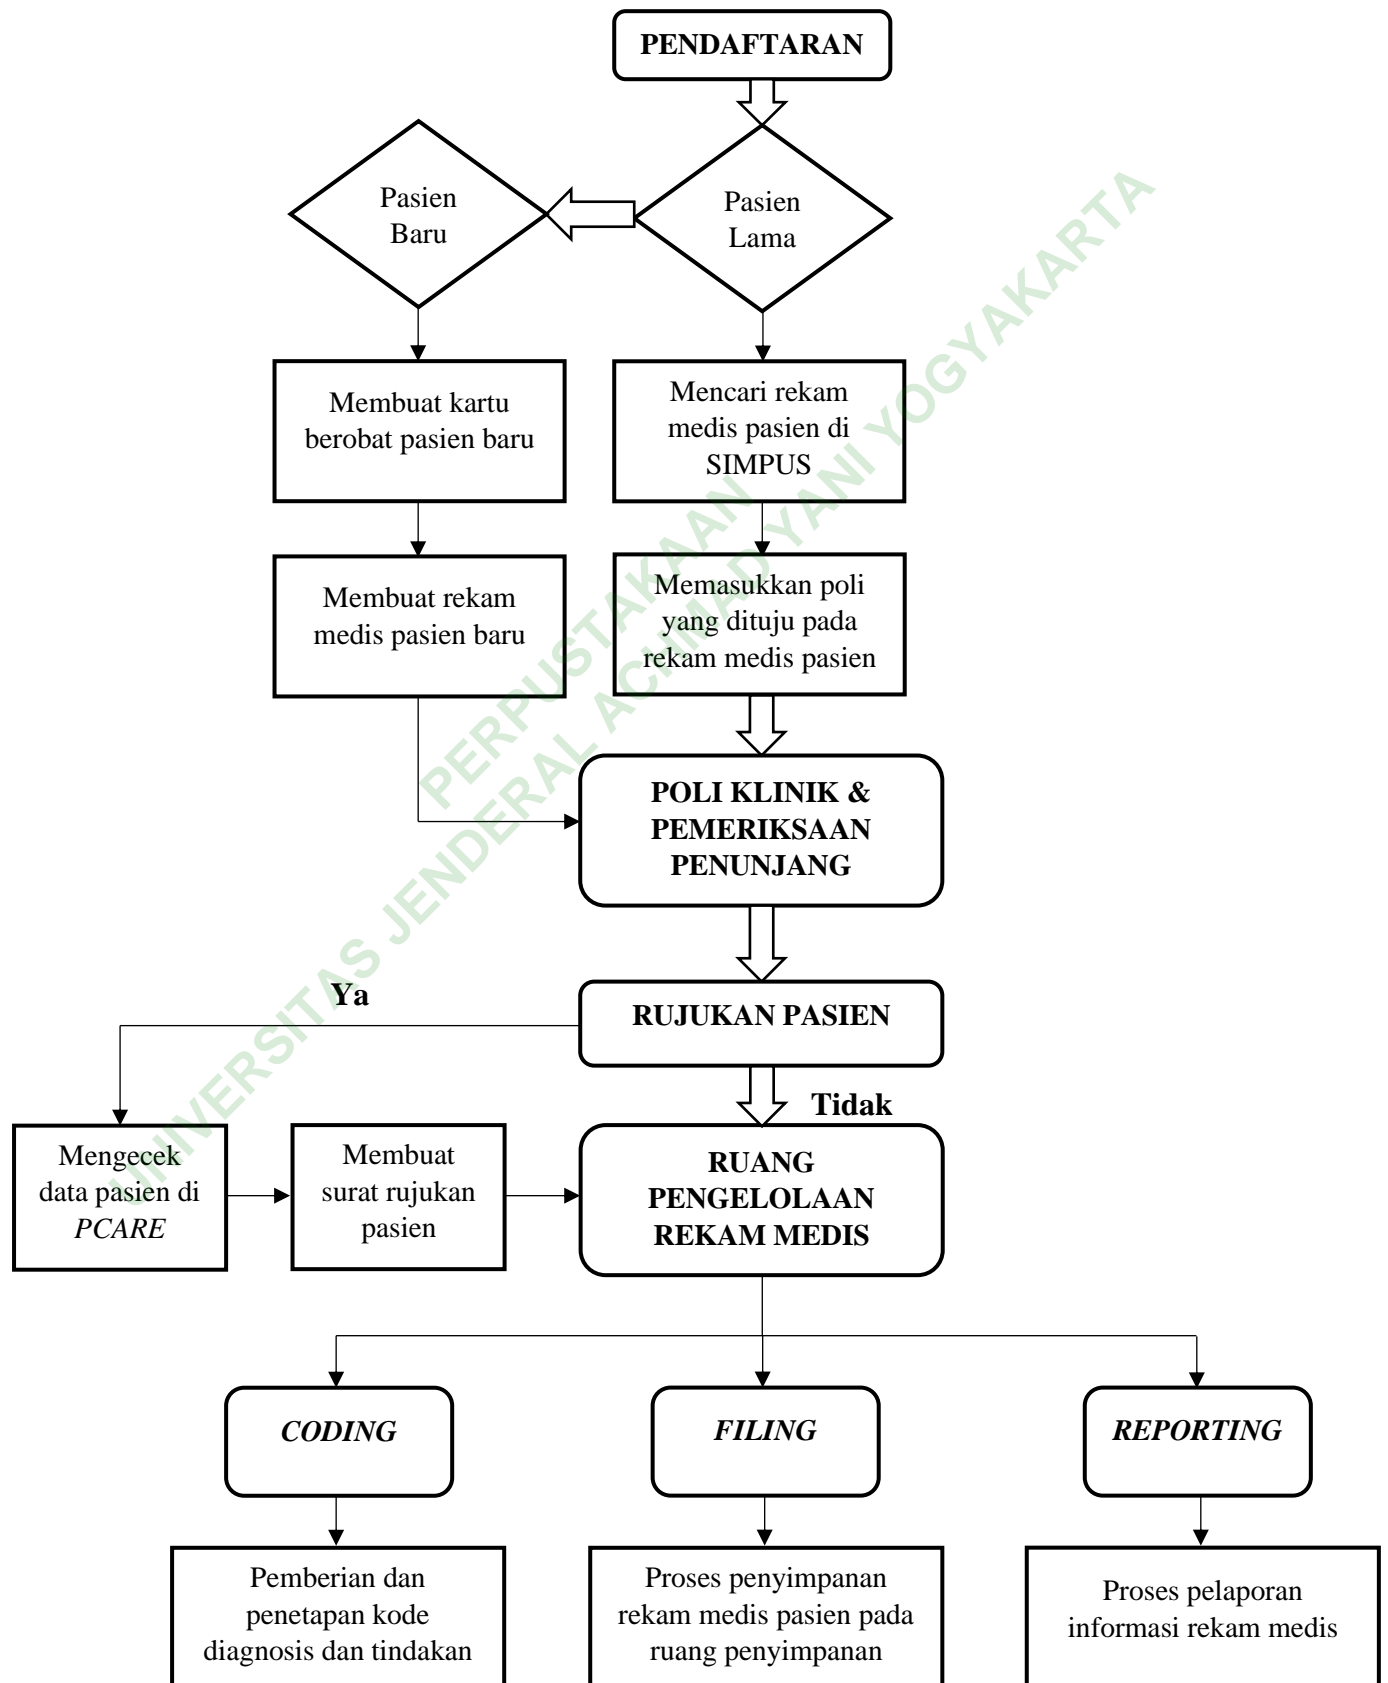 PENDAFTARAN
Pasien
Baru
Pasien
Lama
Membuat kartu
berobat pasien baru
Mencari rekam
medis pasien di
SIMPUS
Membuat rekam
medis pasien baru
Memasukkan poli
yang dituju pada
rekam medis pasien
POLI KLINIK &
PEMERIKSAAN
PENUNJANG
Ya
RUJUKAN PASIEN
Tidak
Mengecek
data pasien di
PCARE
Membuat
surat rujukan
pasien
RUANG
PENGELOLAAN
REKAM MEDIS
CODING
FILING
REPORTING
Pemberian dan
penetapan kode
diagnosis dan tindakan
Proses penyimpanan
rekam medis pasien pada
ruang penyimpanan
Proses pelaporan
informasi rekam medis
PERPUSTAKAAN
UNIVERSITAS JENDERAL ACHMAD YANI YOGYAKARTA